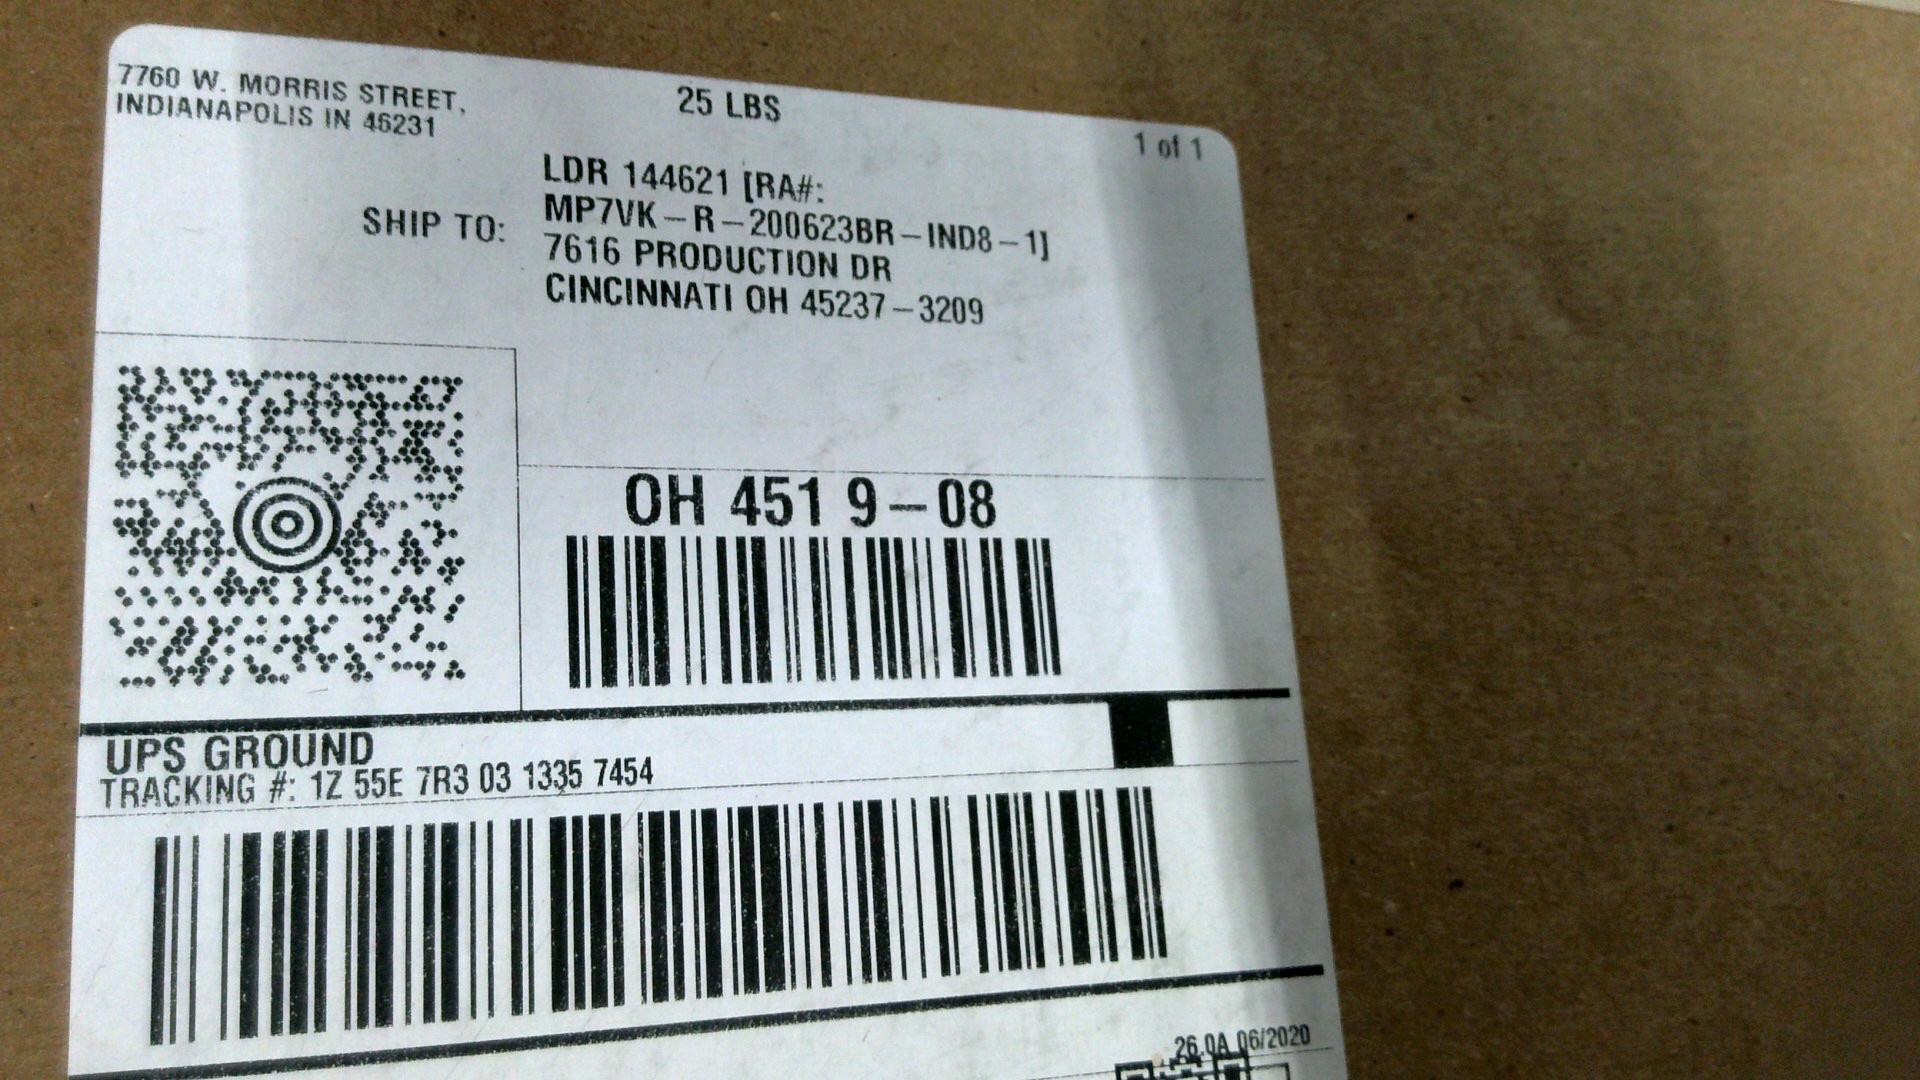 7760 W. MORRIS STREET,
INDIANAPOLIS IN 46231
25 LBS
1 of 1
SHIP TO:
LDR 144621 [RA#:
MP7VK-R-200623BR-IND8-1]
7616 PRODUCTION DR
CINCINNATI OH 45237-3209
OH 451 9-08
UPS GROUND
TRACKING #: 1Z 55E 7R3 03 1335 7454
26.0A 06/2020